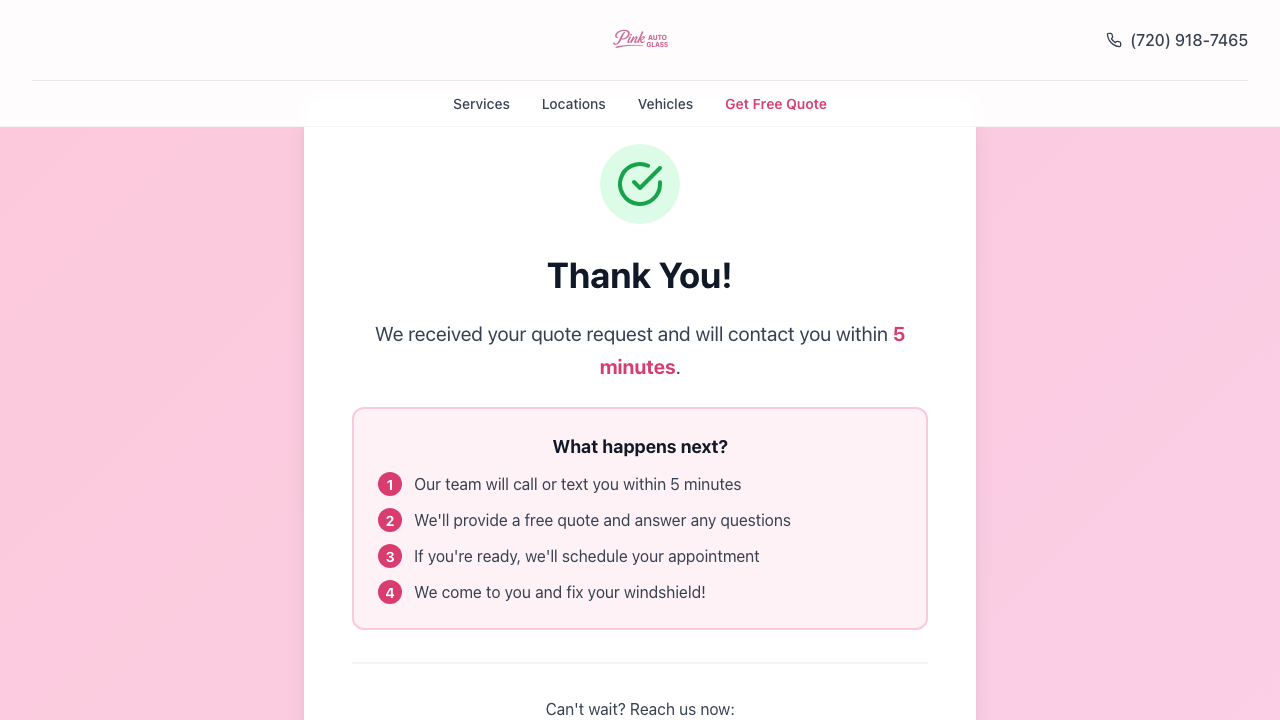 Pink AUTO GLASS
(720) 918-7465
Services Locations Vehicles Get Free Quote
Thank You!
We received your quote request and will contact you within 5
minutes.
What happens next?
1 Our team will call or text you within 5 minutes
2 We'll provide a free quote and answer any questions
3 If you're ready, we'll schedule your appointment
4 We come to you and fix your windshield!
Can't wait? Reach us now: